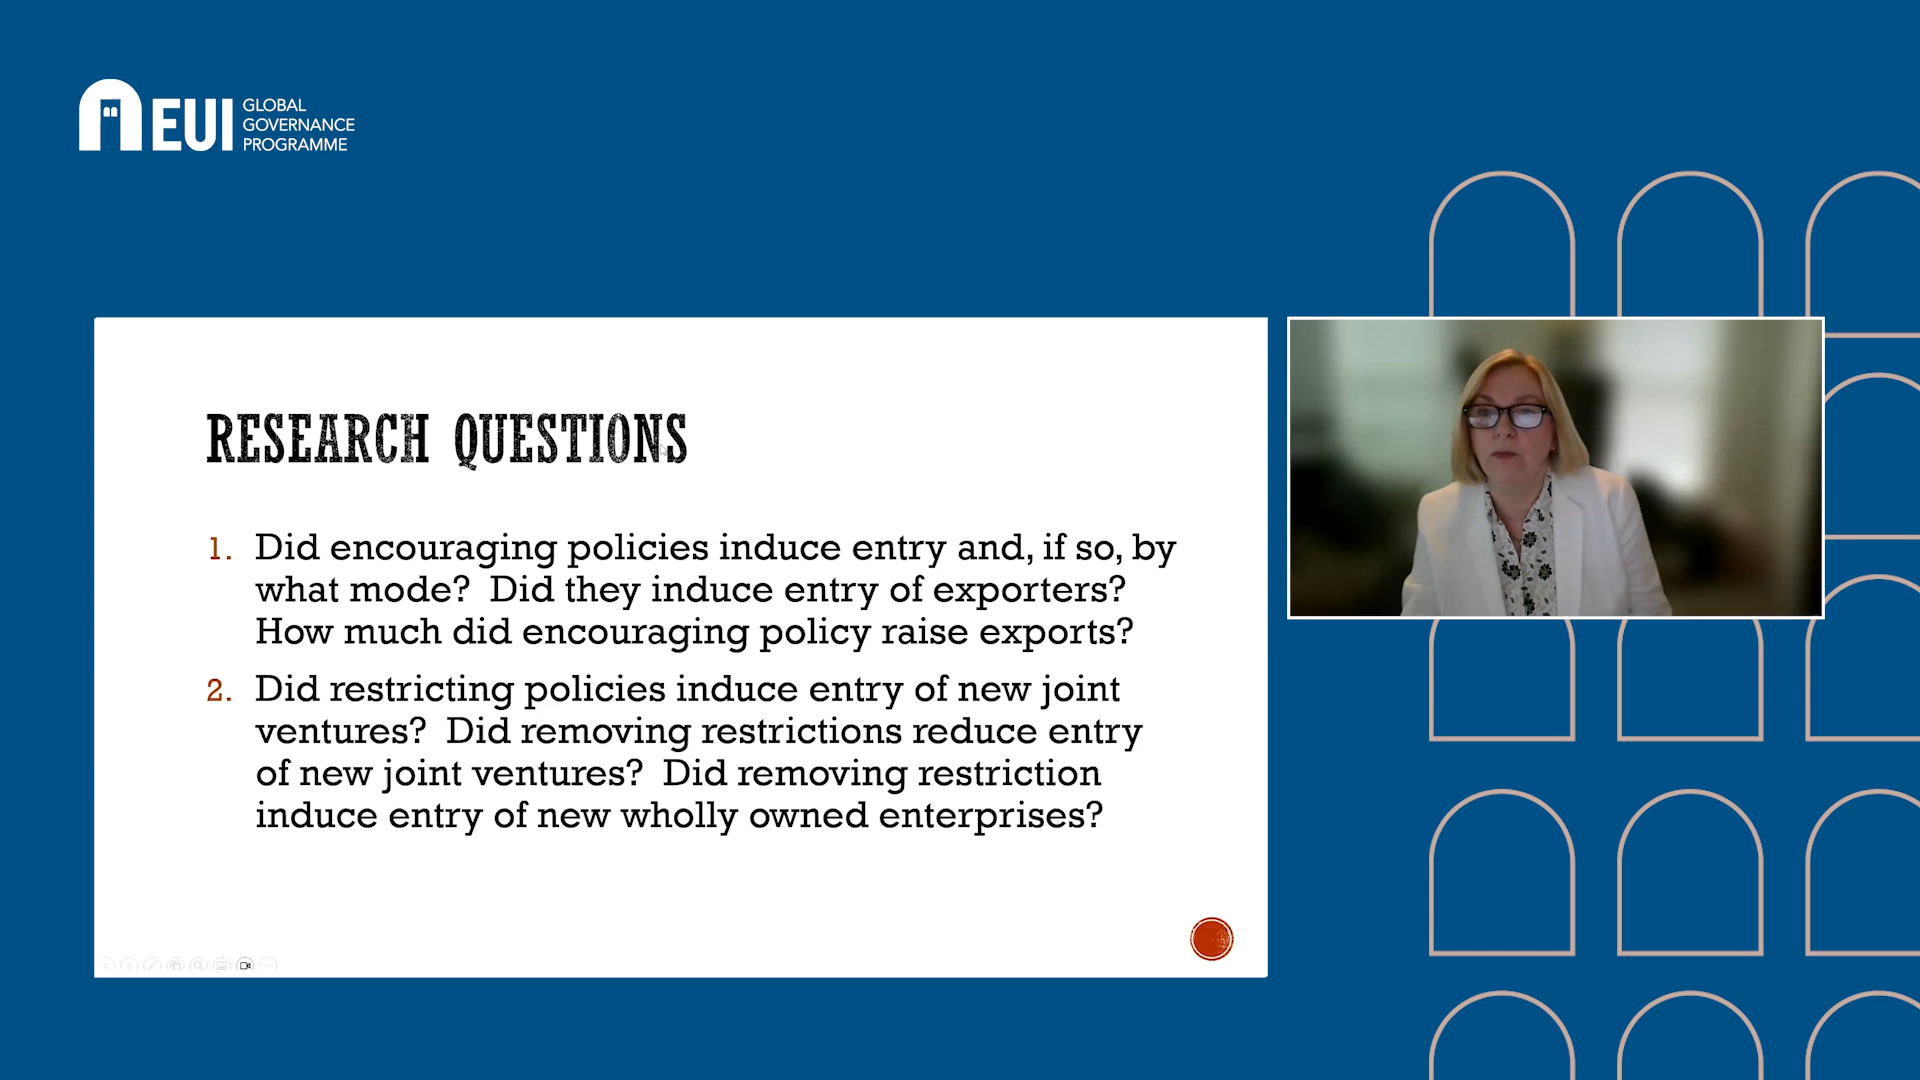 EUI
GLOBAL
GOVERNANCE
PROGRAMME
RESEARCH QUESTIONS
1. Did encouraging policies induce entry and, if so, by
what mode?  Did they induce entry of exporters?
How much did encouraging policy raise exports?
2. Did restricting policies induce entry of new joint
ventures?  Did removing restrictions reduce entry
of new joint ventures?  Did removing restriction
induce entry of new wholly owned enterprises?